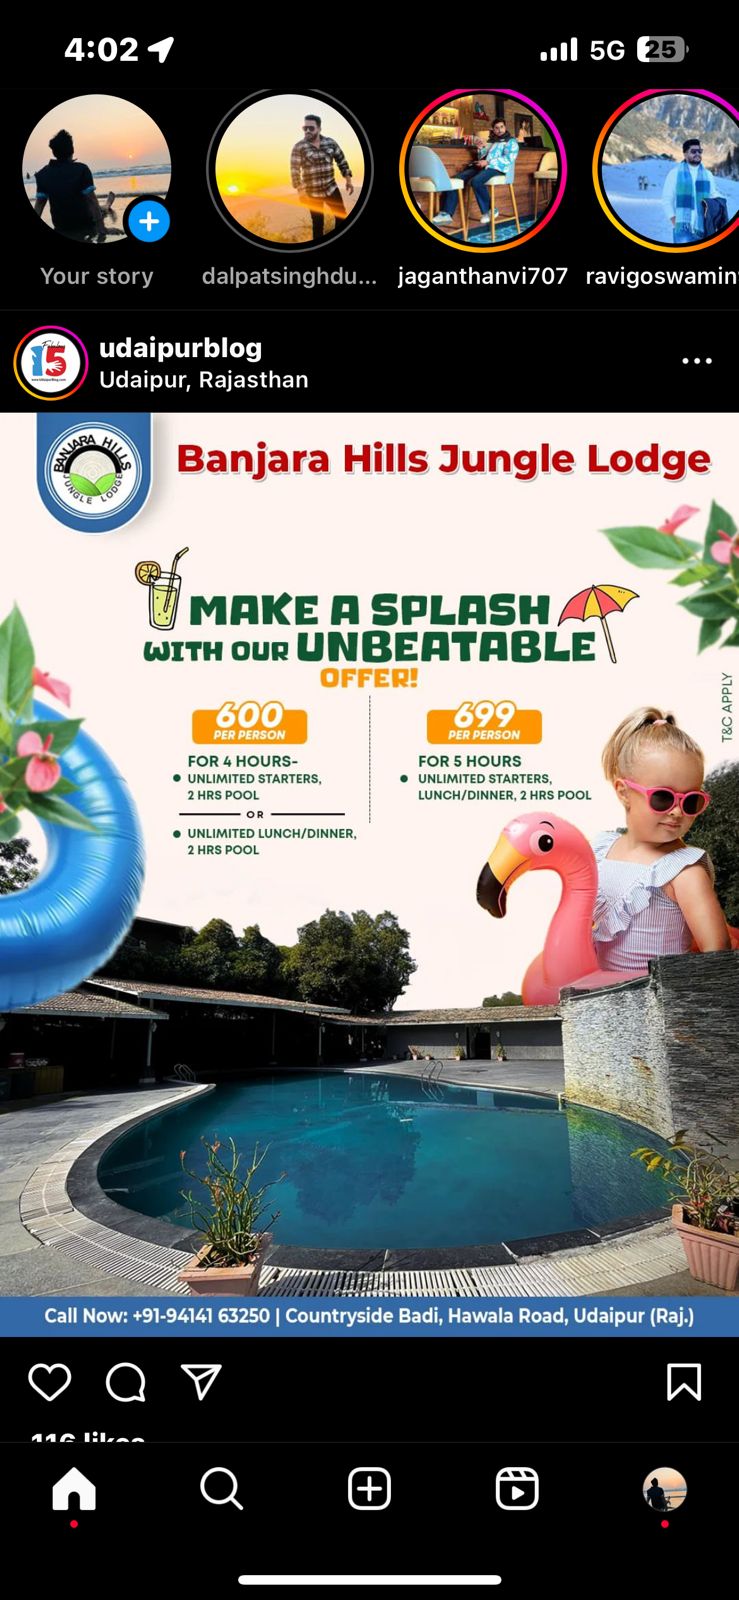 4:02
5G 25
Your story
dalpatsinghdu...
jaganthanvi707
ravigoswamin
udaipurblog
Udaipur, Rajasthan
15
BANJARA HILLS
JUNGLE LODGE
Banjara Hills Jungle Lodge
MAKE A SPLASH
WITH OUR UNBEATABLE
OFFER!
600
PER PERSON
FOR 4 HOURS-
• UNLIMITED STARTERS,
2 HRS POOL
OR
• UNLIMITED LUNCH/DINNER,
2 HRS POOL
699
PER PERSON
FOR 5 HOURS
• UNLIMITED STARTERS,
LUNCH/DINNER, 2 HRS POOL
T&C APPLY
Call Now: +91-94141 63250 | Countryside Badi, Hawala Road, Udaipur (Raj.)
116 likes